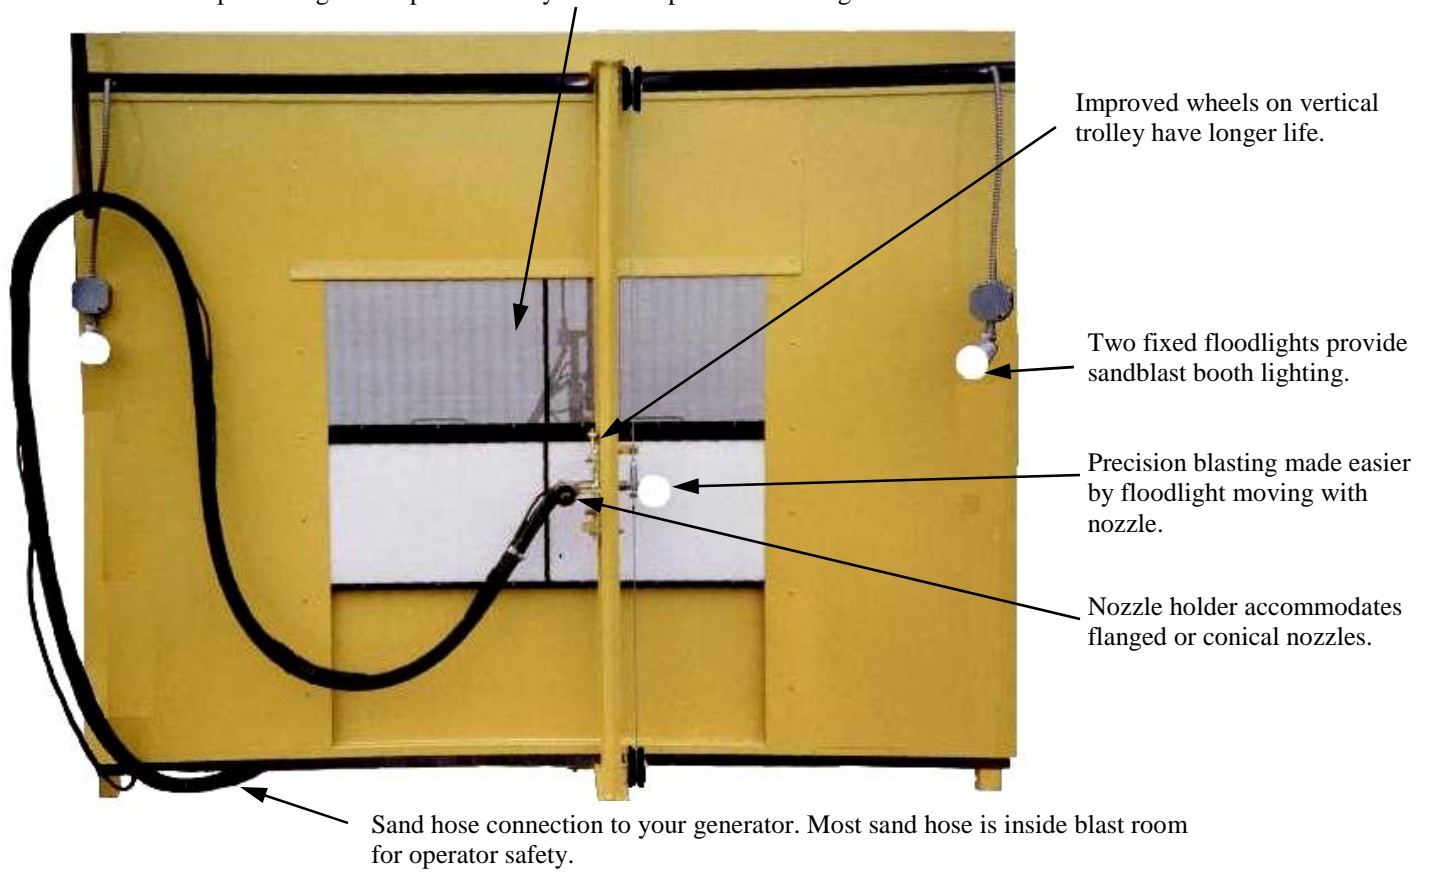 Improved wheels on vertical
trolley have longer life.
Two fixed floodlights provide
sandblast booth lighting.
Precision blasting made easier
by floodlight moving with
nozzle.
Nozzle holder accommodates
flanged or conical nozzles.
Sand hose connection to your generator. Most sand hose is inside blast room
for operator safety.